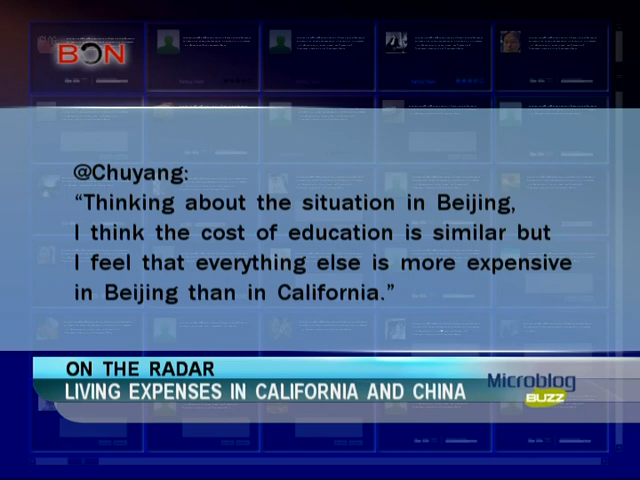 BON
@Chuyang:
“Thinking about the situation in Beijing,
I think the cost of education is similar but
I feel that everything else is more expensive
in Beijing than in California.”
ON THE RADAR
LIVING EXPENSES IN CALIFORNIA AND CHINA
Microblog
BUZZ